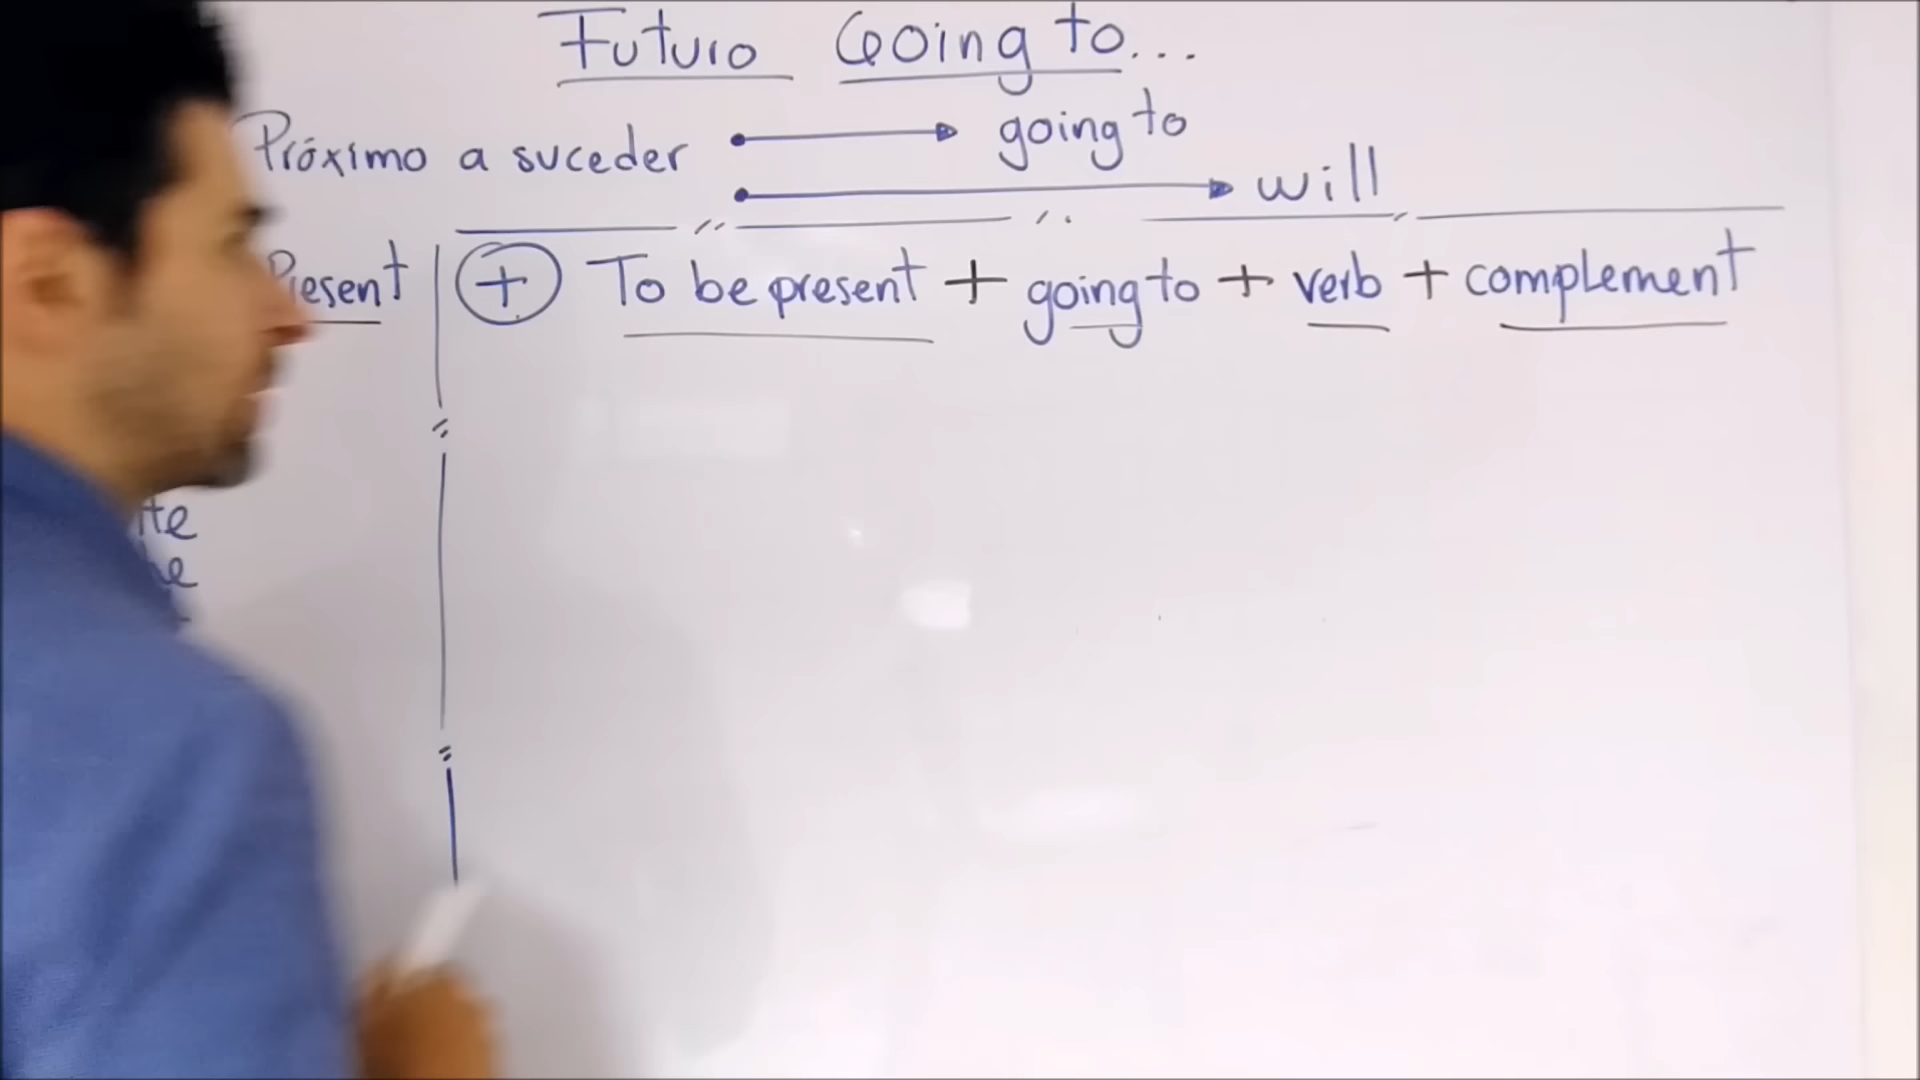 Futuro Going to...
Próximo a suceder going to
will
Present + To be present + going to + verb + complement